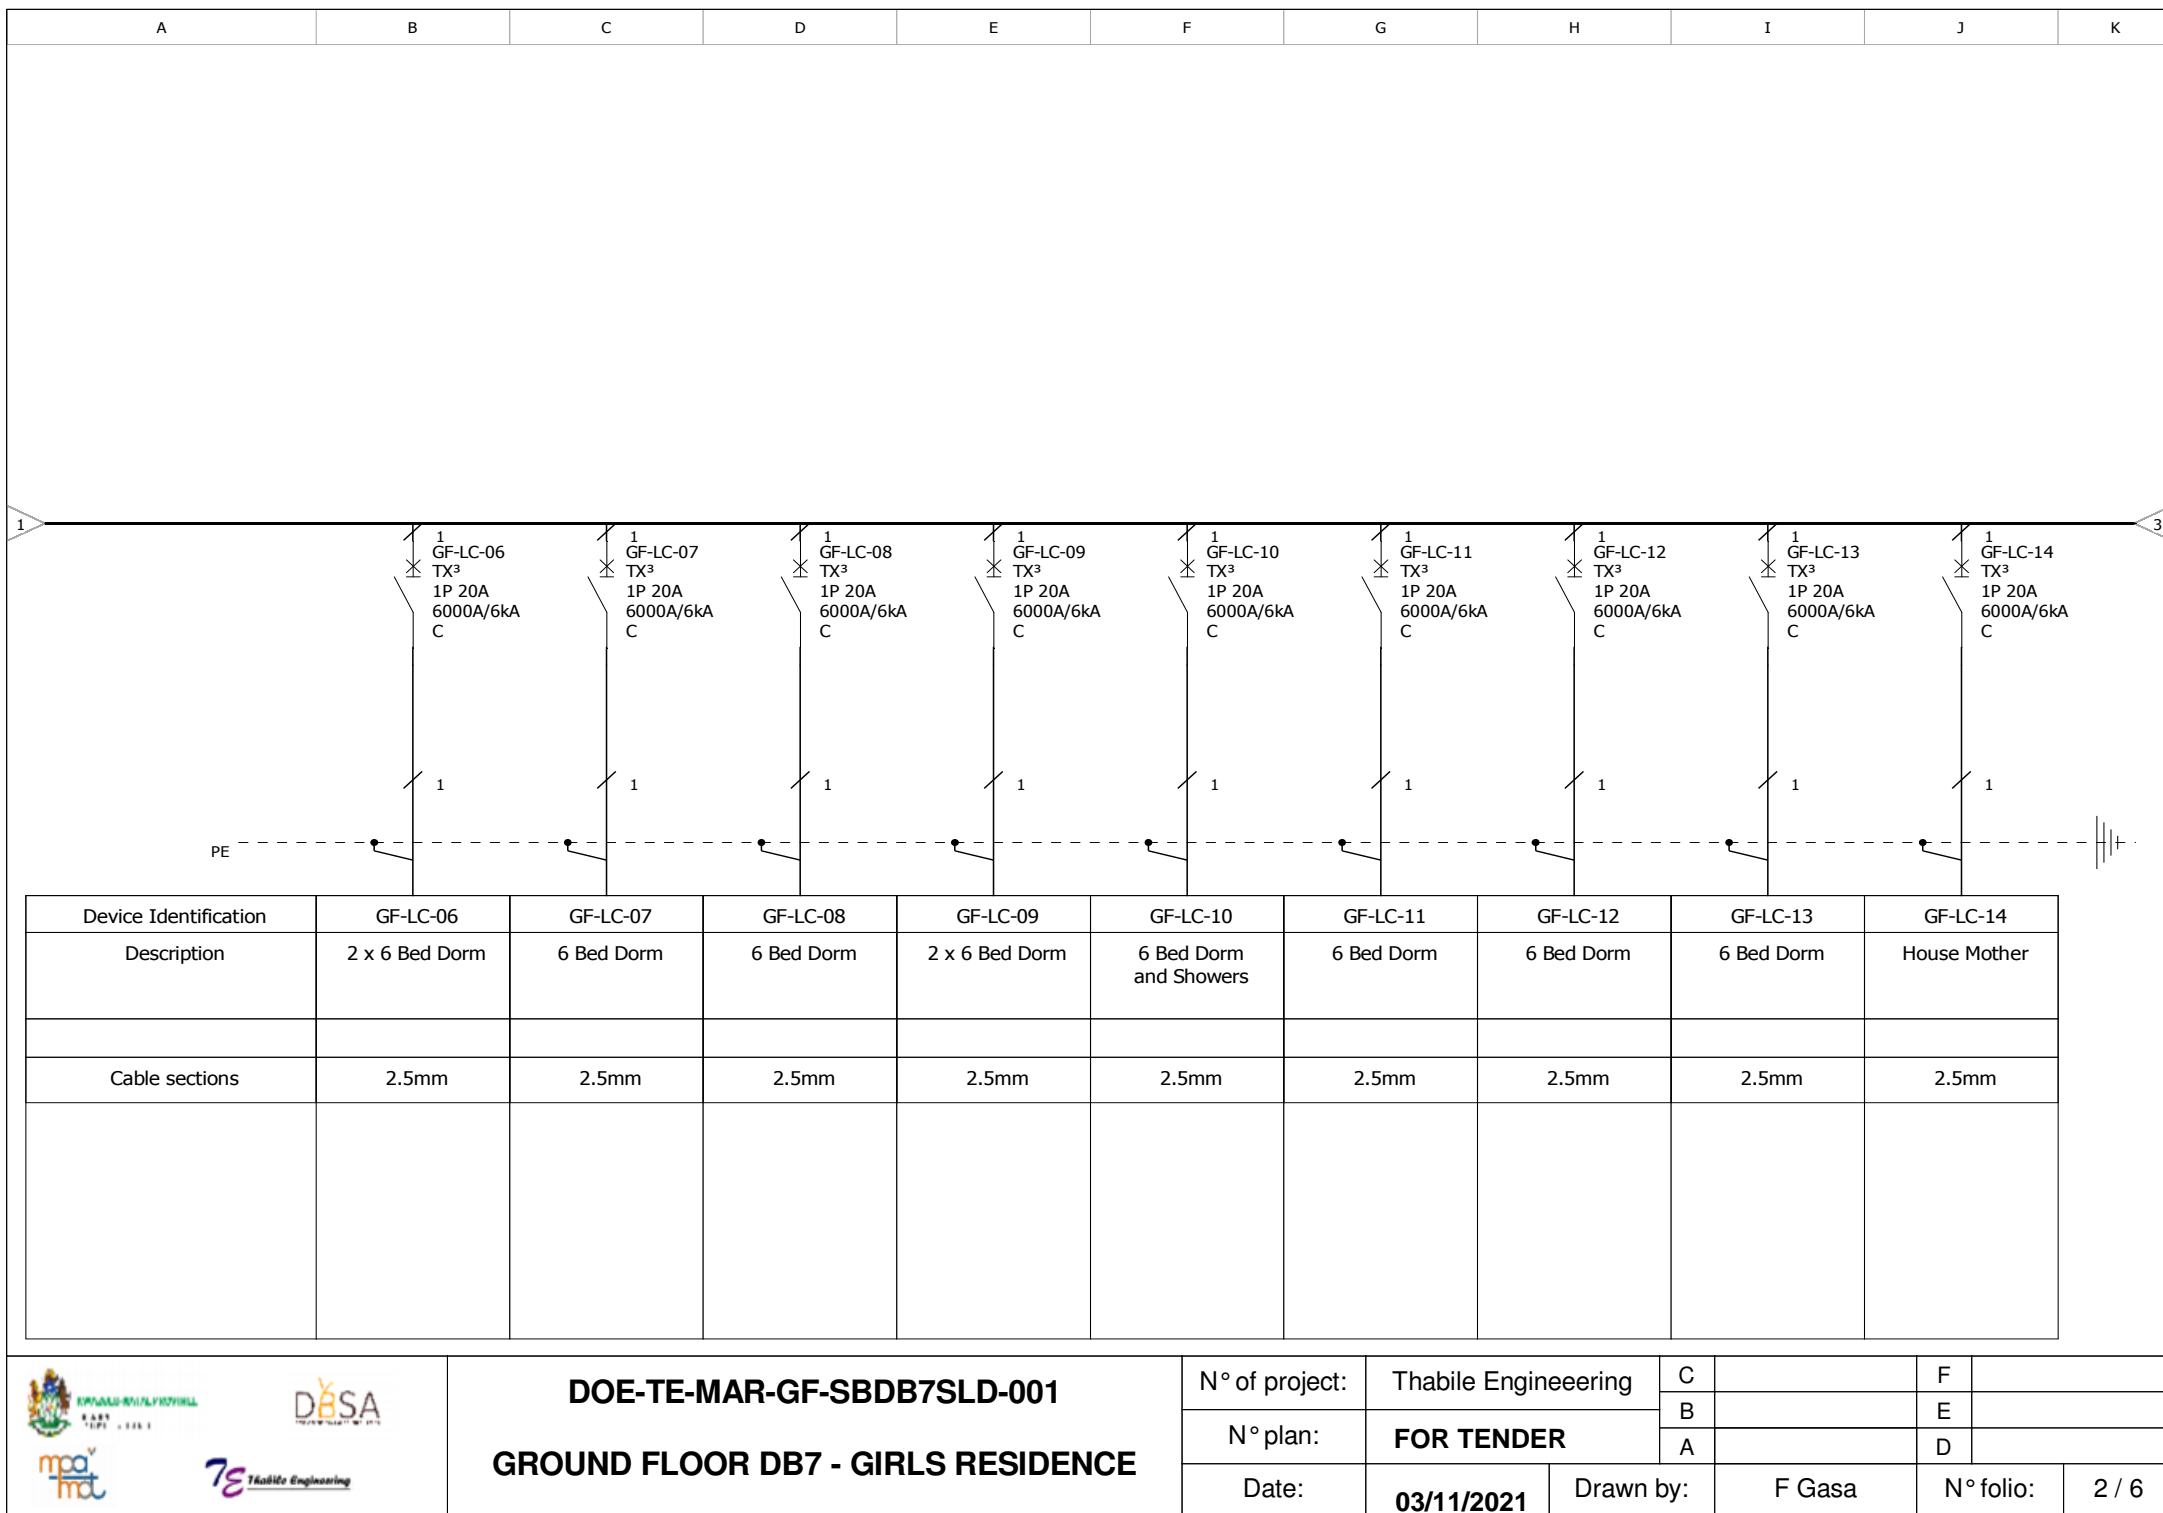 A B C D E F G H I J K
1 3
1 1 1 1 1 1 1 1 1
GF-LC-06 GF-LC-07 GF-LC-08 GF-LC-09 GF-LC-10 GF-LC-11 GF-LC-12 GF-LC-13 GF-LC-14
TX³ TX³ TX³ TX³ TX³ TX³ TX³ TX³ TX³
1P 20A 1P 20A 1P 20A 1P 20A 1P 20A 1P 20A 1P 20A 1P 20A 1P 20A
6000A/6kA 6000A/6kA 6000A/6kA 6000A/6kA 6000A/6kA 6000A/6kA 6000A/6kA 6000A/6kA 6000A/6kA
C C C C C C C C C
1 1 1 1 1 1 1 1 1
PE
Device Identification GF-LC-06 GF-LC-07 GF-LC-08 GF-LC-09 GF-LC-10 GF-LC-11 GF-LC-12 GF-LC-13 GF-LC-14
Description 2 x 6 Bed Dorm 6 Bed Dorm 6 Bed Dorm 2 x 6 Bed Dorm 6 Bed Dorm 6 Bed Dorm 6 Bed Dorm 6 Bed Dorm House Mother
and Showers
Cable sections 2.5mm 2.5mm 2.5mm 2.5mm 2.5mm 2.5mm 2.5mm 2.5mm 2.5mm
DBSA
mpa
mdt
TE Thabile Engineering
DOE-TE-MAR-GF-SBDB7SLD-001
GROUND FLOOR DB7 - GIRLS RESIDENCE
N° of project: Thabile Engineeering C F
B E
N° plan: FOR TENDER A D
Date: 03/11/2021 Drawn by: F Gasa N° folio: 2 / 6